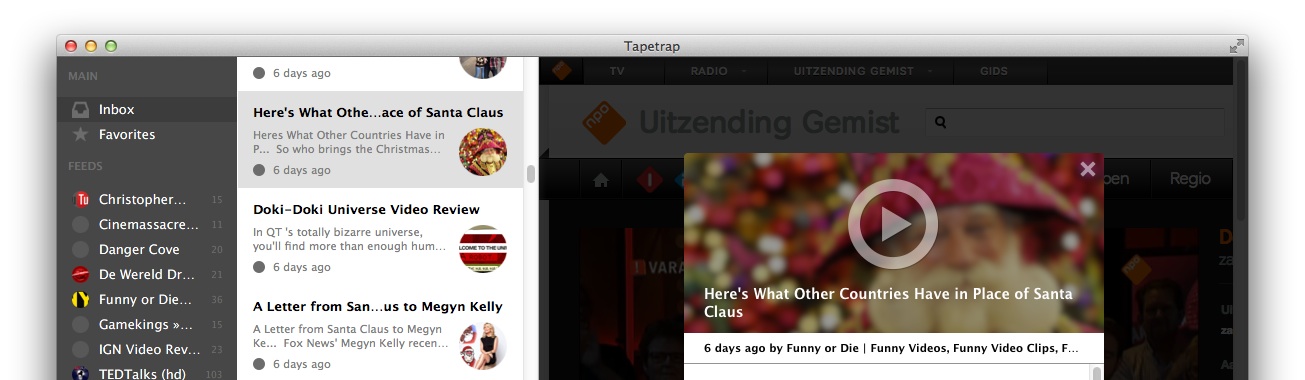 Tapetrap
MAIN
Inbox
Favorites
FEEDS
Christopher... 15
Cinemassacre... 11
Danger Cove 20
De Wereld Dr... 21
Funny or Die... 36
Gamekings »... 15
IGN Video Rev... 23
TEDTalks (hd) 103
6 days ago
Here's What Othe...ace of Santa Claus
Heres What Other Countries Have in
P... So who brings the Christmas...
6 days ago
Doki-Doki Universe Video Review
In QT 's totally bizarre universe,
you'll find more than enough hum...
6 days ago
A Letter from San...us to Megyn Kelly
A Letter from Santa Claus to Megyn
Ke... Fox News' Megyn Kelly recen...
6 days ago
TV RADIO UITZENDING GEMIST GIDS
npo Uitzending Gemist
Regio
VARA
Here's What Other Countries Have in Place of Santa
Claus
6 days ago by Funny or Die | Funny Videos, Funny Video Clips, F...